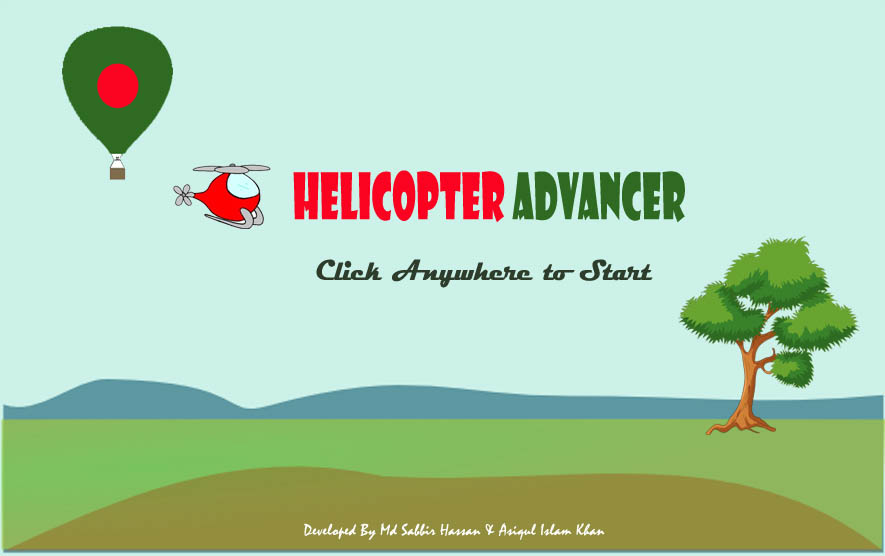 HELICOPTER ADVANCER
Click Anywhere to Start
Developed By Md Sabbir Hassan & Asiqul Islam Khan